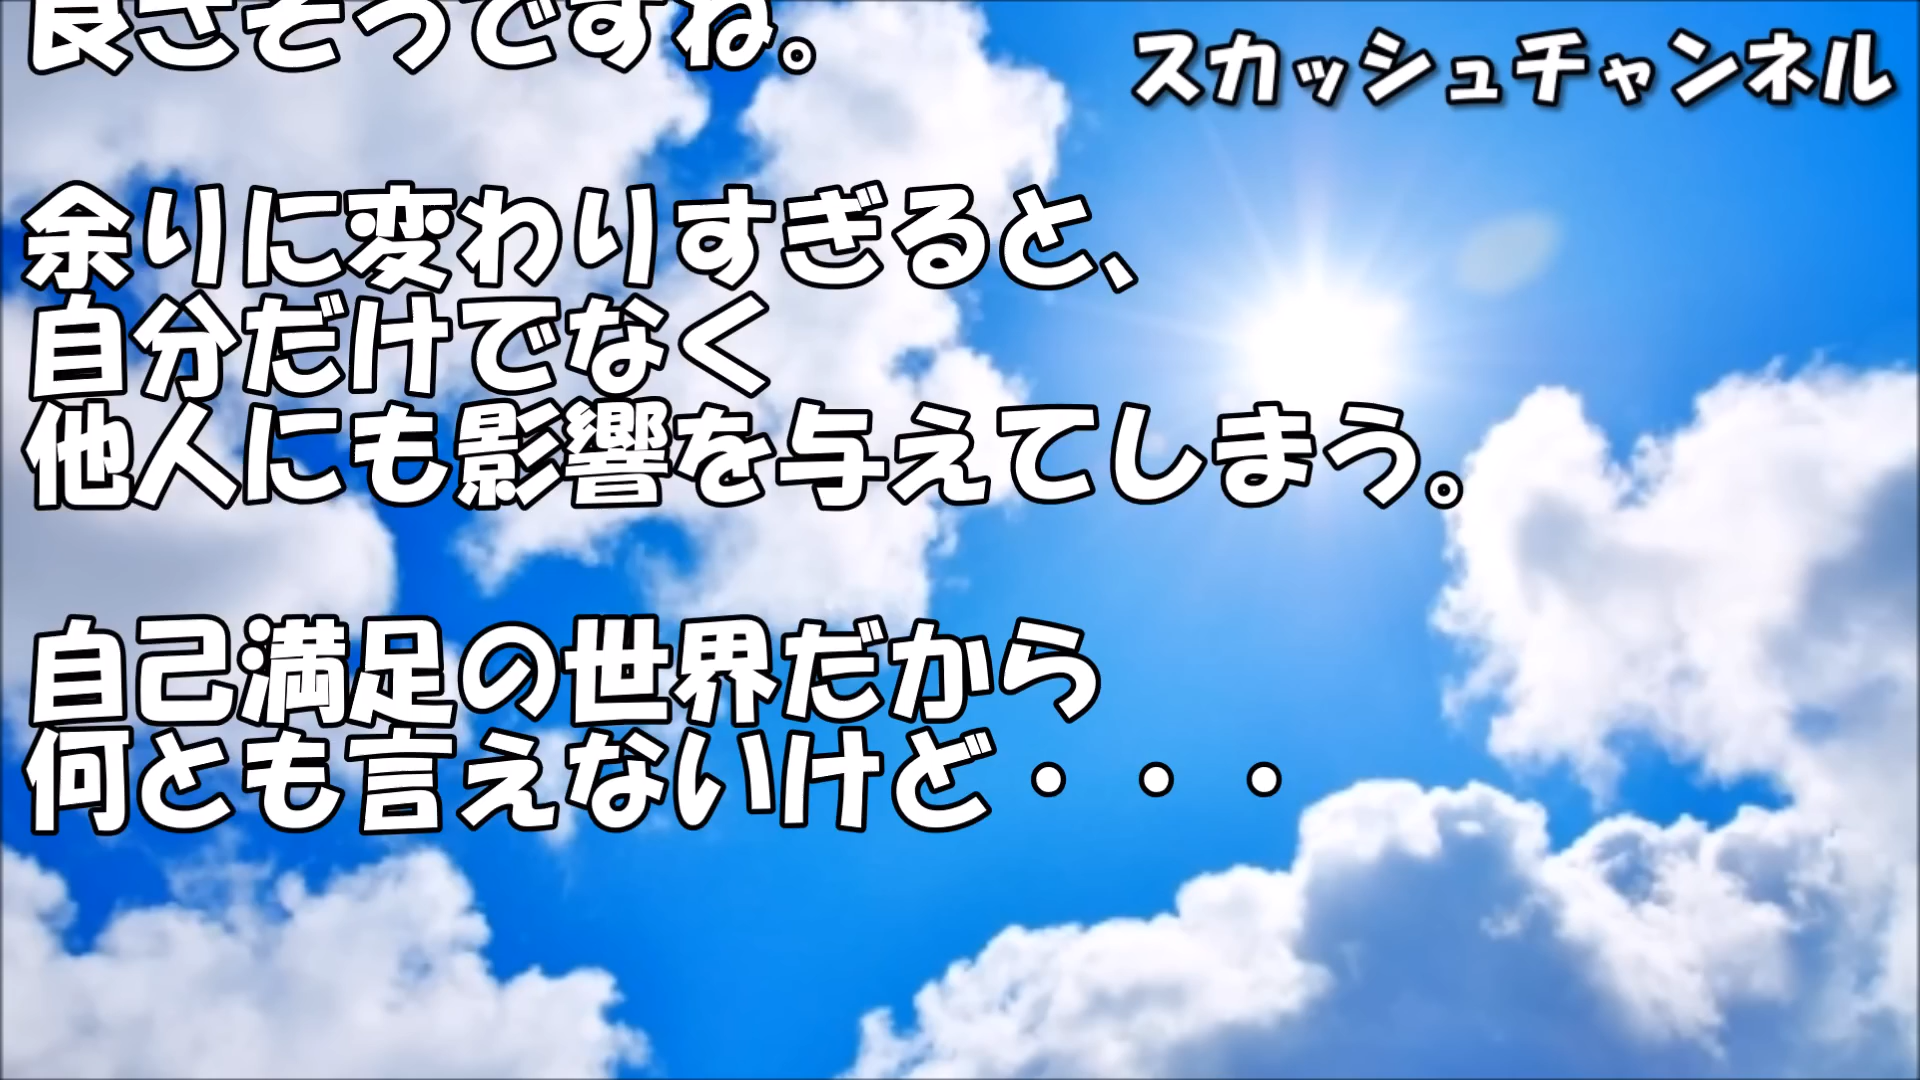 良さそうですね。
スカッシュチャンネル
余りに変わりすぎると、
自分だけでなく
他人にも影響を与えてしまう。
自己満足の世界だから
何とも言えないけど・・・